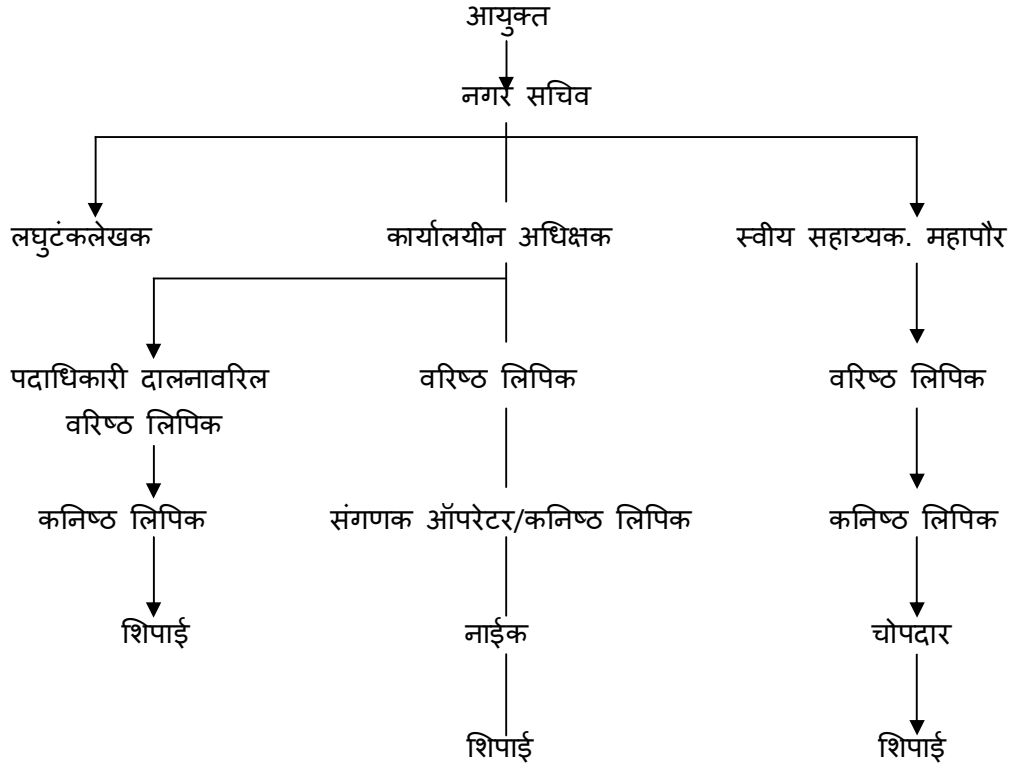 आयुक्त
नगर सचिव
लघुटंकलेखक कार्यालयीन अधिक्षक स्वीय सहाय्यक. महापौर
पदाधिकारी दालनावरिल वरिष्ठ लिपिक वरिष्ठ लिपिक
वरिष्ठ लिपिक
कनिष्ठ लिपिक संगणक ऑपरेटर/कनिष्ठ लिपिक कनिष्ठ लिपिक
शिपाई नाईक चोपदार
शिपाई शिपाई